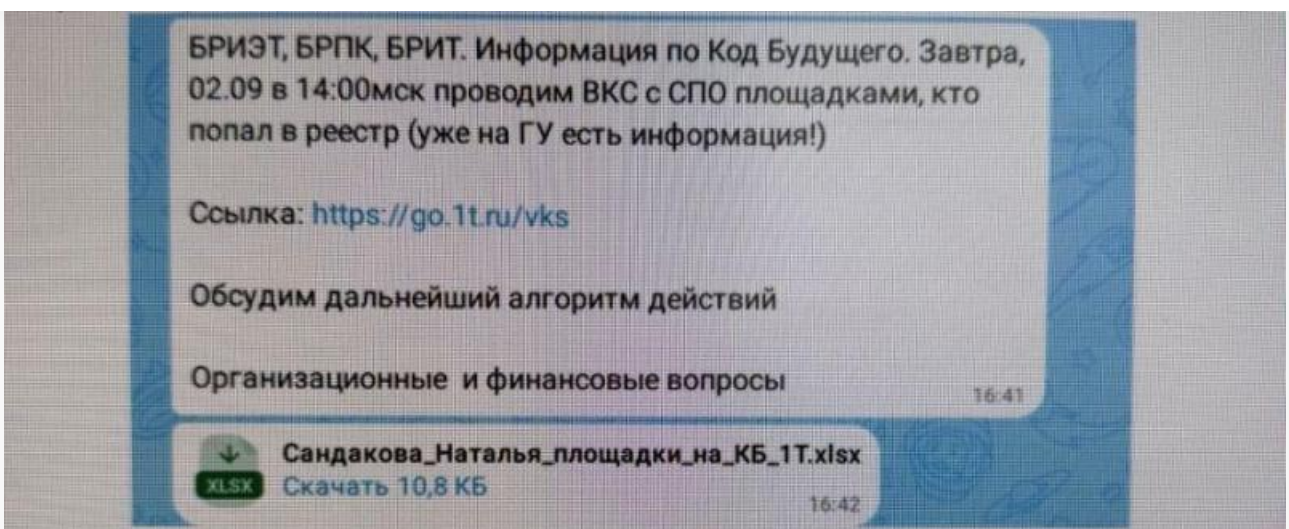 БРИЭТ, БРПК, БРИТ. Информация по Код Будущего. Завтра,
02.09 в 14:00мск проводим ВКС с СПО площадками, кто
попал в реестр (уже на ГУ есть информация!)
Ссылка: https://go.1t.ru/vks
Обсудим дальнейший алгоритм действий
Организационные и финансовые вопросы
16:41
Сандакова_Наталья_площадки_на_КБ_1Т.xlsx
XLSX
Скачать 10,8 КБ
16:42